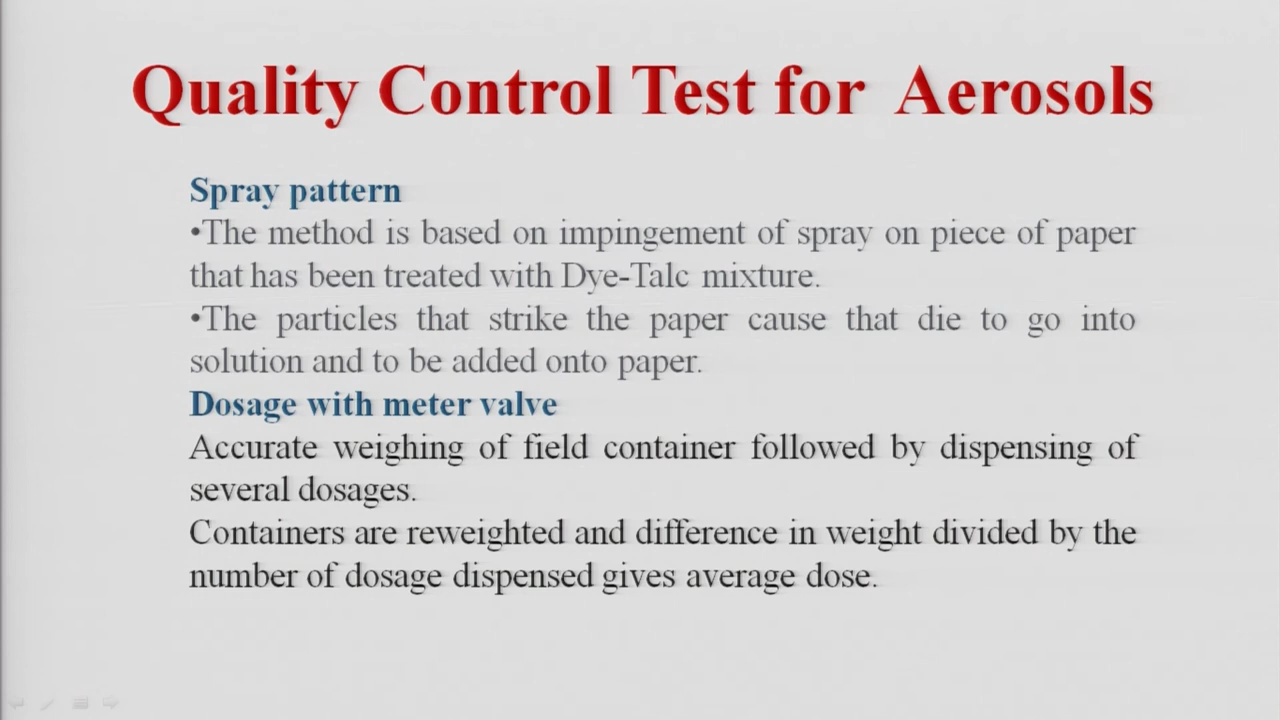 Quality Control Test for Aerosols
Spray pattern
•The method is based on impingement of spray on piece of paper
that has been treated with Dye-Talc mixture.
•The particles that strike the paper cause that die to go into
solution and to be added onto paper.
Dosage with meter valve
Accurate weighing of field container followed by dispensing of
several dosages.
Containers are reweighted and difference in weight divided by the
number of dosage dispensed gives average dose.